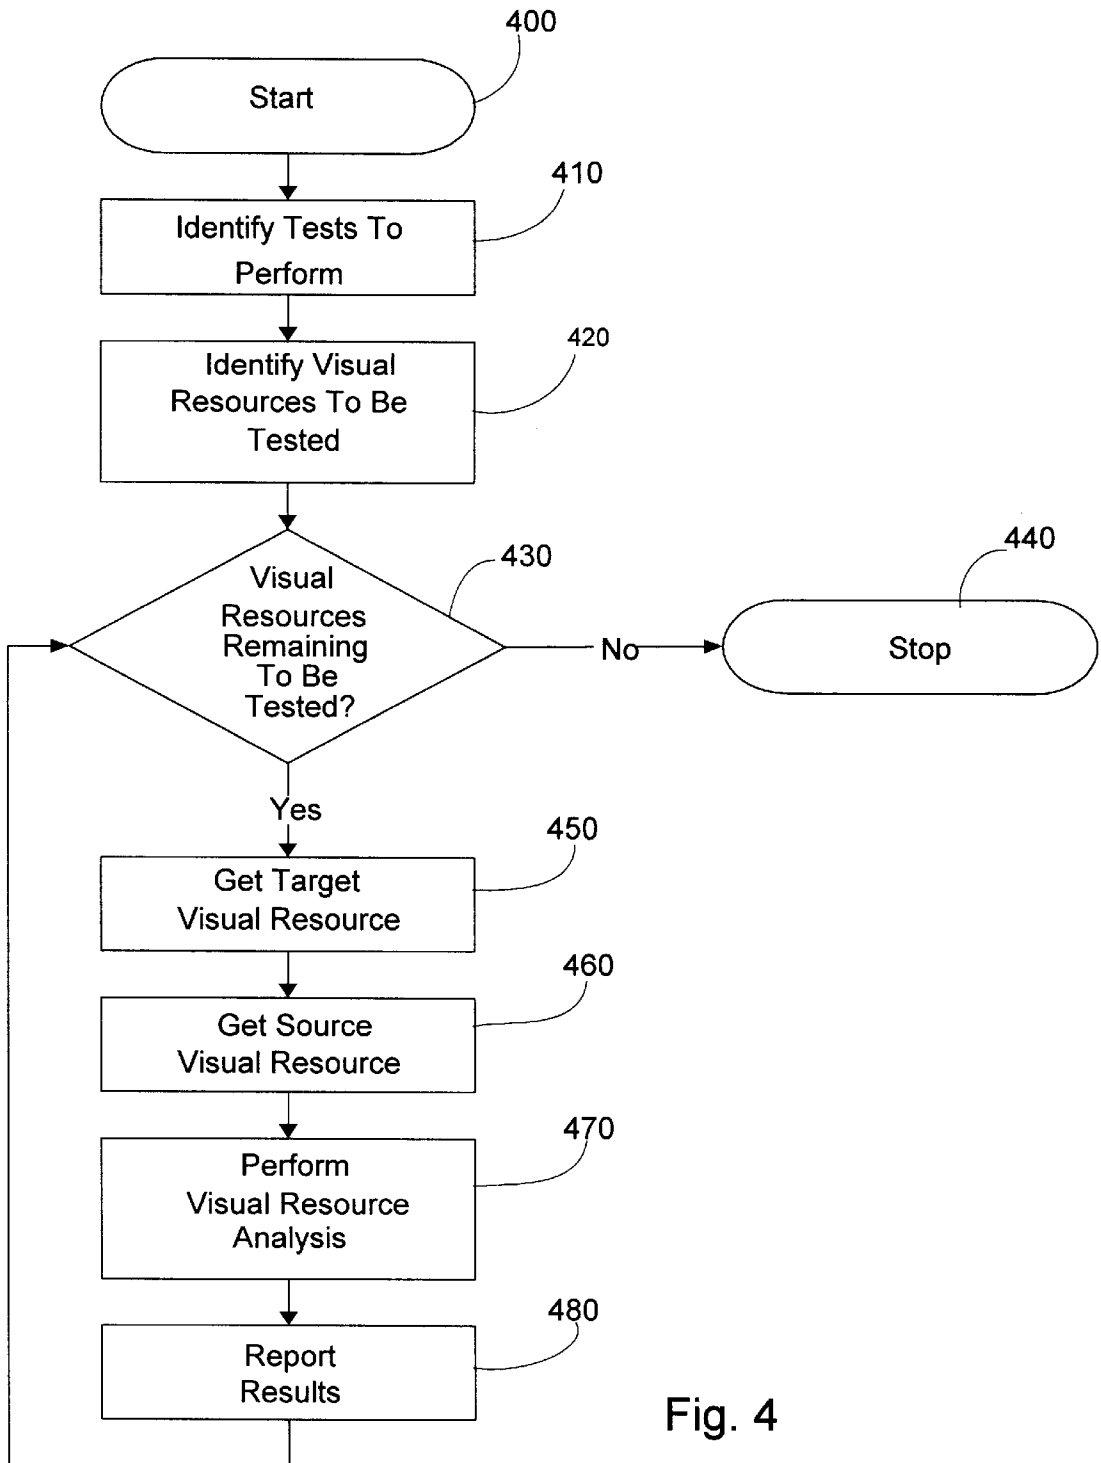 400
Start
410
Identify Tests To
Perform
420
Identify Visual
Resources To Be
Tested
430
Visual
Resources
Remaining
To Be
Tested?
440
No
Stop
Yes
450
Get Target
Visual Resource
460
Get Source
Visual Resource
470
Perform
Visual Resource
Analysis
480
Report
Results
Fig. 4